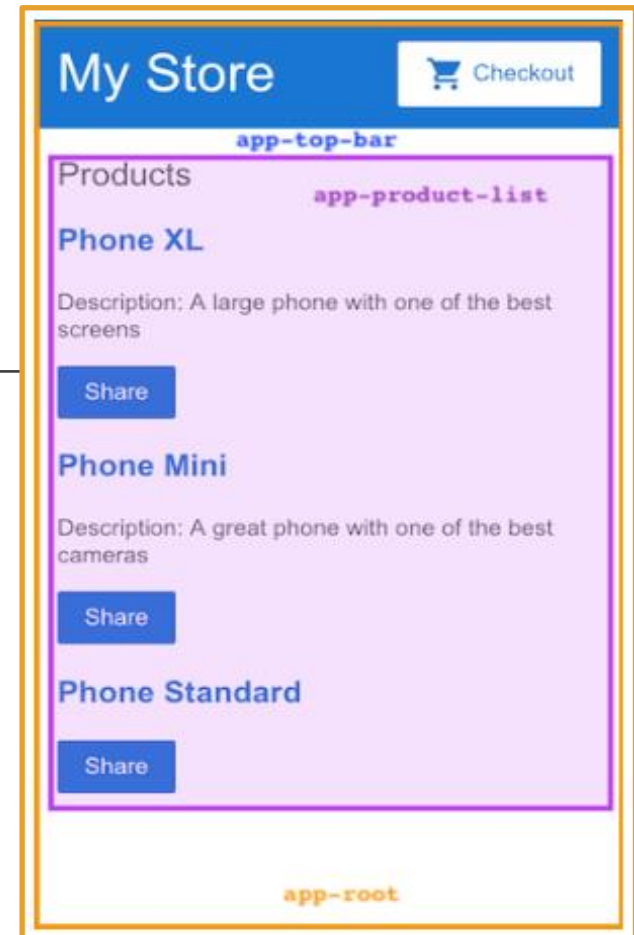 My Store
Checkout
app-top-bar
Products
app-product-list
Phone XL
Description: A large phone with one of the best
screens
Share
Phone Mini
Description: A great phone with one of the best
cameras
Share
Phone Standard
Share
app-root